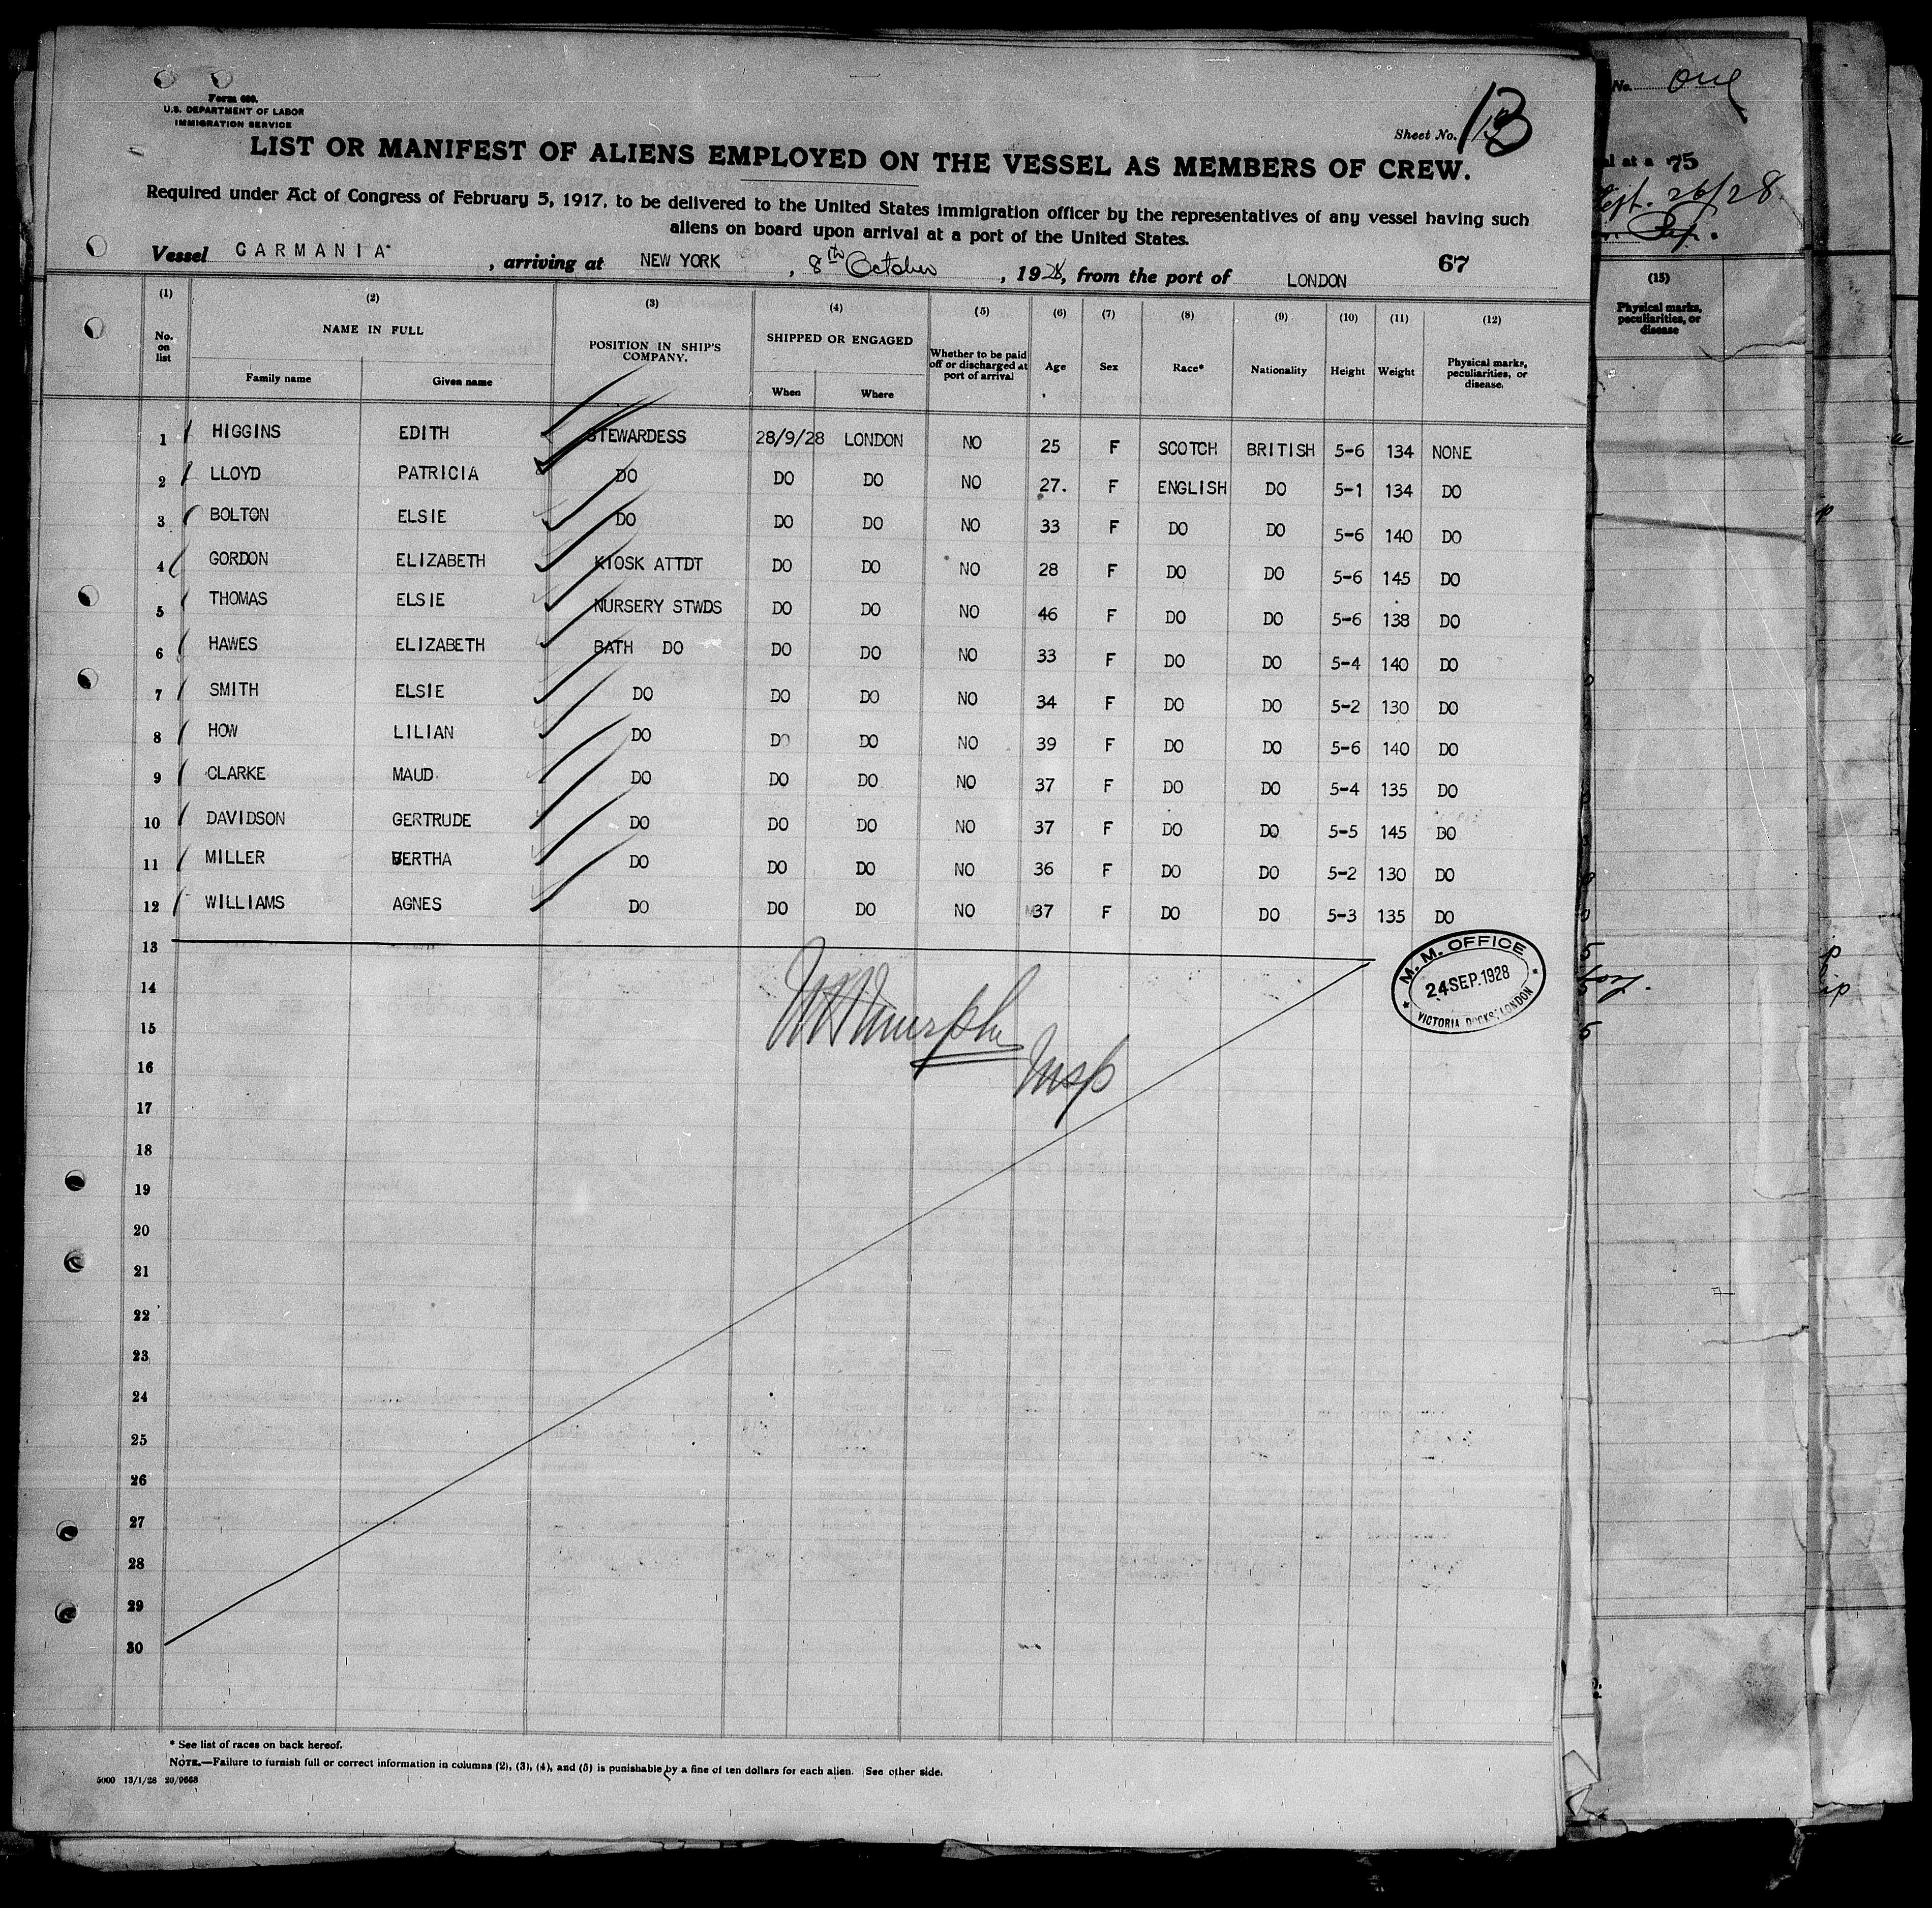 Form 680.
U.S. DEPARTMENT OF LABOR
IMMIGRATION SERVICE
Sheet No. 13
LIST OR MANIFEST OF ALIENS EMPLOYED ON THE VESSEL AS MEMBERS OF CREW.
Required under Act of Congress of February 5, 1917, to be delivered to the United States immigration officer by the representatives of any vessel having such
aliens on board upon arrival at a port of the United States.
Vessel CARMANIA , arriving at NEW YORK , 8th October , 1928, from the port of LONDON 67
(1) (2) (3) (4) (5) (6) (7) (8) (9) (10) (11) (12)
No. on list NAME IN FULL Family name Given name POSITION IN SHIP'S COMPANY. SHIPPED OR ENGAGED When Where Whether to be paid off or discharged at port of arrival Age Sex Race* Nationality Height Weight Physical marks, peculiarities, or disease.
1 HIGGINS EDITH STEWARDESS 28/9/28 LONDON NO 25 F SCOTCH BRITISH 5-6 134 NONE
2 LLOYD PATRICIA DO DO DO NO 27. F ENGLISH DO 5-1 134 DO
3 BOLTON ELSIE DO DO DO NO 33 F DO DO 5-6 140 DO
4 GORDON ELIZABETH KIOSK ATTDT DO DO NO 28 F DO DO 5-6 145 DO
5 THOMAS ELSIE NURSERY STWDS DO DO NO 46 F DO DO 5-6 138 DO
6 HAWES ELIZABETH BATH DO DO DO NO 33 F DO DO 5-4 140 DO
7 SMITH ELSIE DO DO DO NO 34 F DO DO 5-2 130 DO
8 HOW LILIAN DO DO DO NO 39 F DO DO 5-6 140 DO
9 CLARKE MAUD DO DO DO NO 37 F DO DO 5-4 135 DO
10 DAVIDSON GERTRUDE DO DO DO NO 37 F DO DO 5-5 145 DO
11 MILLER BERTHA DO DO DO NO 36 F DO DO 5-2 130 DO
12 WILLIAMS AGNES DO DO DO NO 37 F DO DO 5-3 135 DO
13
14
15
16
17
18
19
20
21
22
23
24
25
26
27
28
29
30
M. M. OFFICE
24 SEP. 1928
VICTORIA DOCKS, LONDON
Murphy
Insp
* See list of races on back hereof.
NOTE.—Failure to furnish full or correct information in columns (2), (3), (4), and (5) is punishable by a fine of ten dollars for each alien. See other side.
5000 13/1/28 20/9668
No. one
al at a 75
Sept. 26/28
(15)
Physical marks,
peculiarities, or
disease